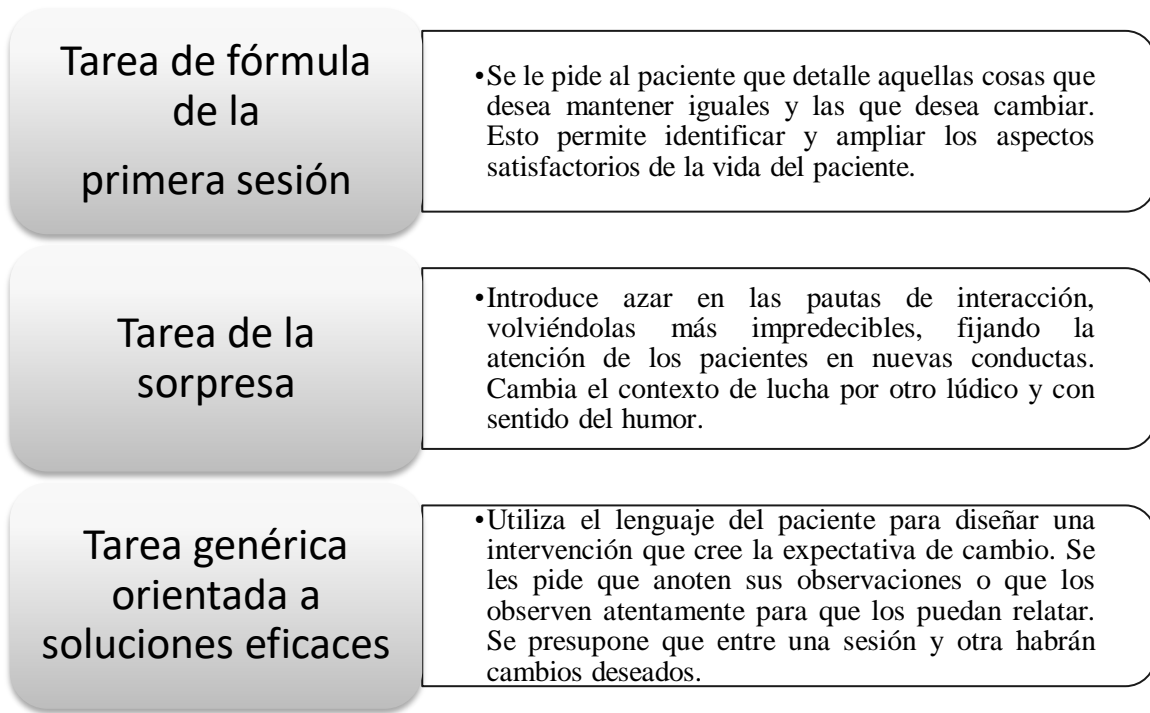 Tarea de fórmula
de la
primera sesión
•Se le pide al paciente que detalle aquellas cosas que
desea mantener iguales y las que desea cambiar.
Esto permite identificar y ampliar los aspectos
satisfactorios de la vida del paciente.
Tarea de la
sorpresa
•Introduce azar en las pautas de interacción,
volviéndolas más impredecibles, fijando la
atención de los pacientes en nuevas conductas.
Cambia el contexto de lucha por otro lúdico y con
sentido del humor.
Tarea genérica
orientada a
soluciones eficaces
•Utiliza el lenguaje del paciente para diseñar una
intervención que cree la expectativa de cambio. Se
les pide que anoten sus observaciones o que los
observen atentamente para que los puedan relatar.
Se presupone que entre una sesión y otra habrán
cambios deseados.